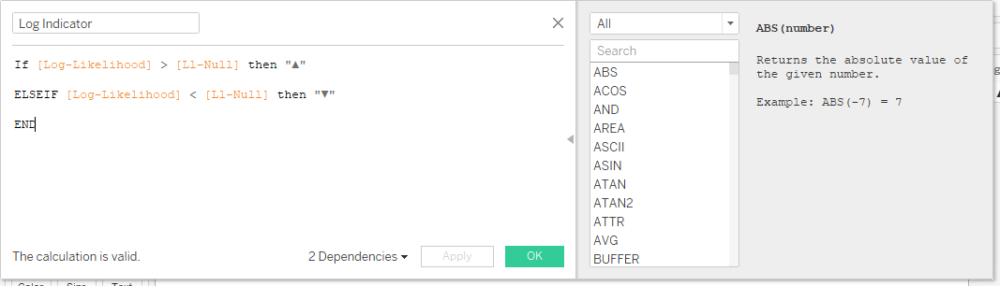 Log Indicator
If [Log-Likelihood] > [Ll-Null] then "▲"
ELSEIF [Log-Likelihood] < [Ll-Null] then "▼"
END
The calculation is valid.
2 Dependencies
Apply
OK
All
Search
ABS
ACOS
AND
AREA
ASCII
ASIN
ATAN
ATAN2
ATTR
AVG
BUFFER
ABS(number)
Returns the absolute value of
the given number.
Example: ABS(-7) = 7